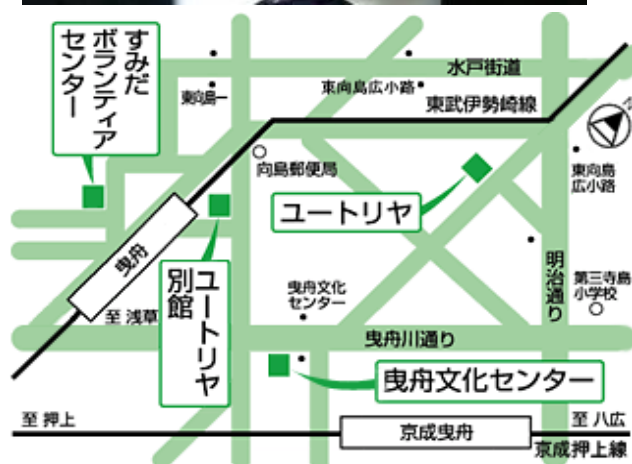 すみだ
ボランティア
センター
東向島一
東向島広小路
水戸街道
東武伊勢崎線
向島郵便局
ユートリヤ
東向島
広小路
曳舟
ユートリヤ
別館
至 浅草
曳舟文化
センター
明治通り
第三寺島
小学校
曳舟川通り
曳舟文化センター
至 押上
京成曳舟
至 八広
京成押上線